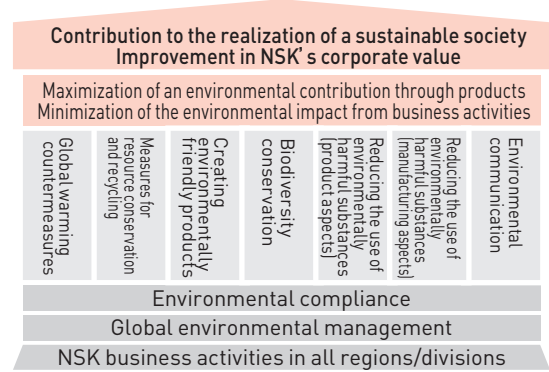 Contribution to the realization of a sustainable society
Improvement in NSK's corporate value
Maximization of an environmental contribution through products
Minimization of the environmental impact from business activities
Global warming
countermeasures
Measures for
resource conservation
and recycling
Creating
environmentally
friendly products
Biodiversity
conservation
Reducing the use of
environmentally
harmful substances
(product aspects)
Reducing the use of
environmentally
harmful substances
(manufacturing aspects)
Environmental
communication
Environmental compliance
Global environmental management
NSK business activities in all regions/divisions